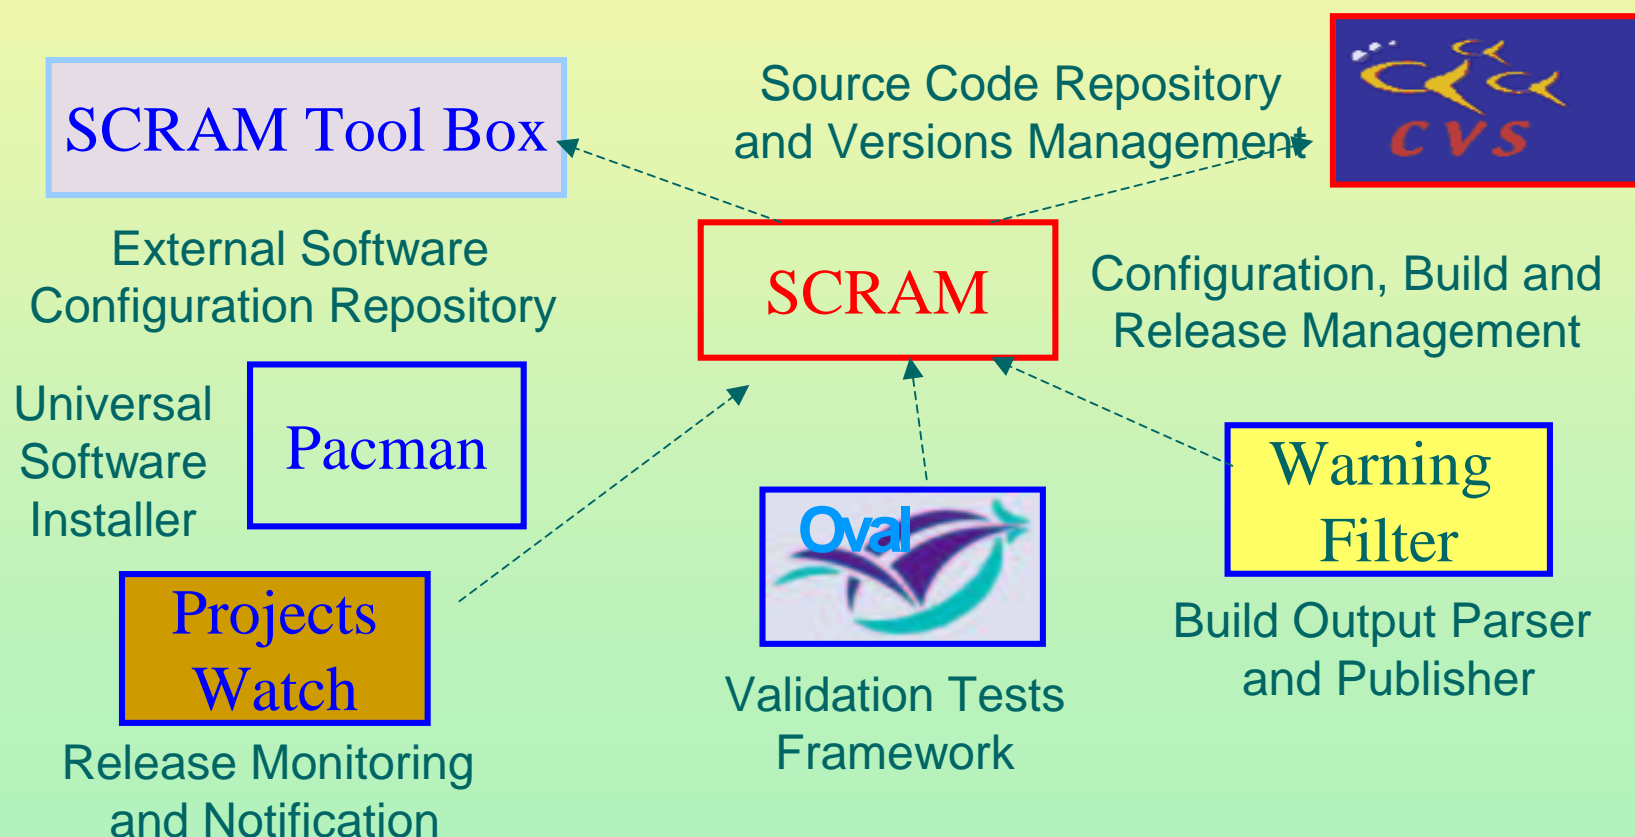 SCRAM Tool Box
External Software
Configuration Repository
Source Code Repository
and Versions Management
CVS
SCRAM
Configuration, Build and
Release Management
Universal
Software
Installer
Pacman
Projects
Watch
Release Monitoring
and Notification
Oval
Validation Tests
Framework
Warning
Filter
Build Output Parser
and Publisher